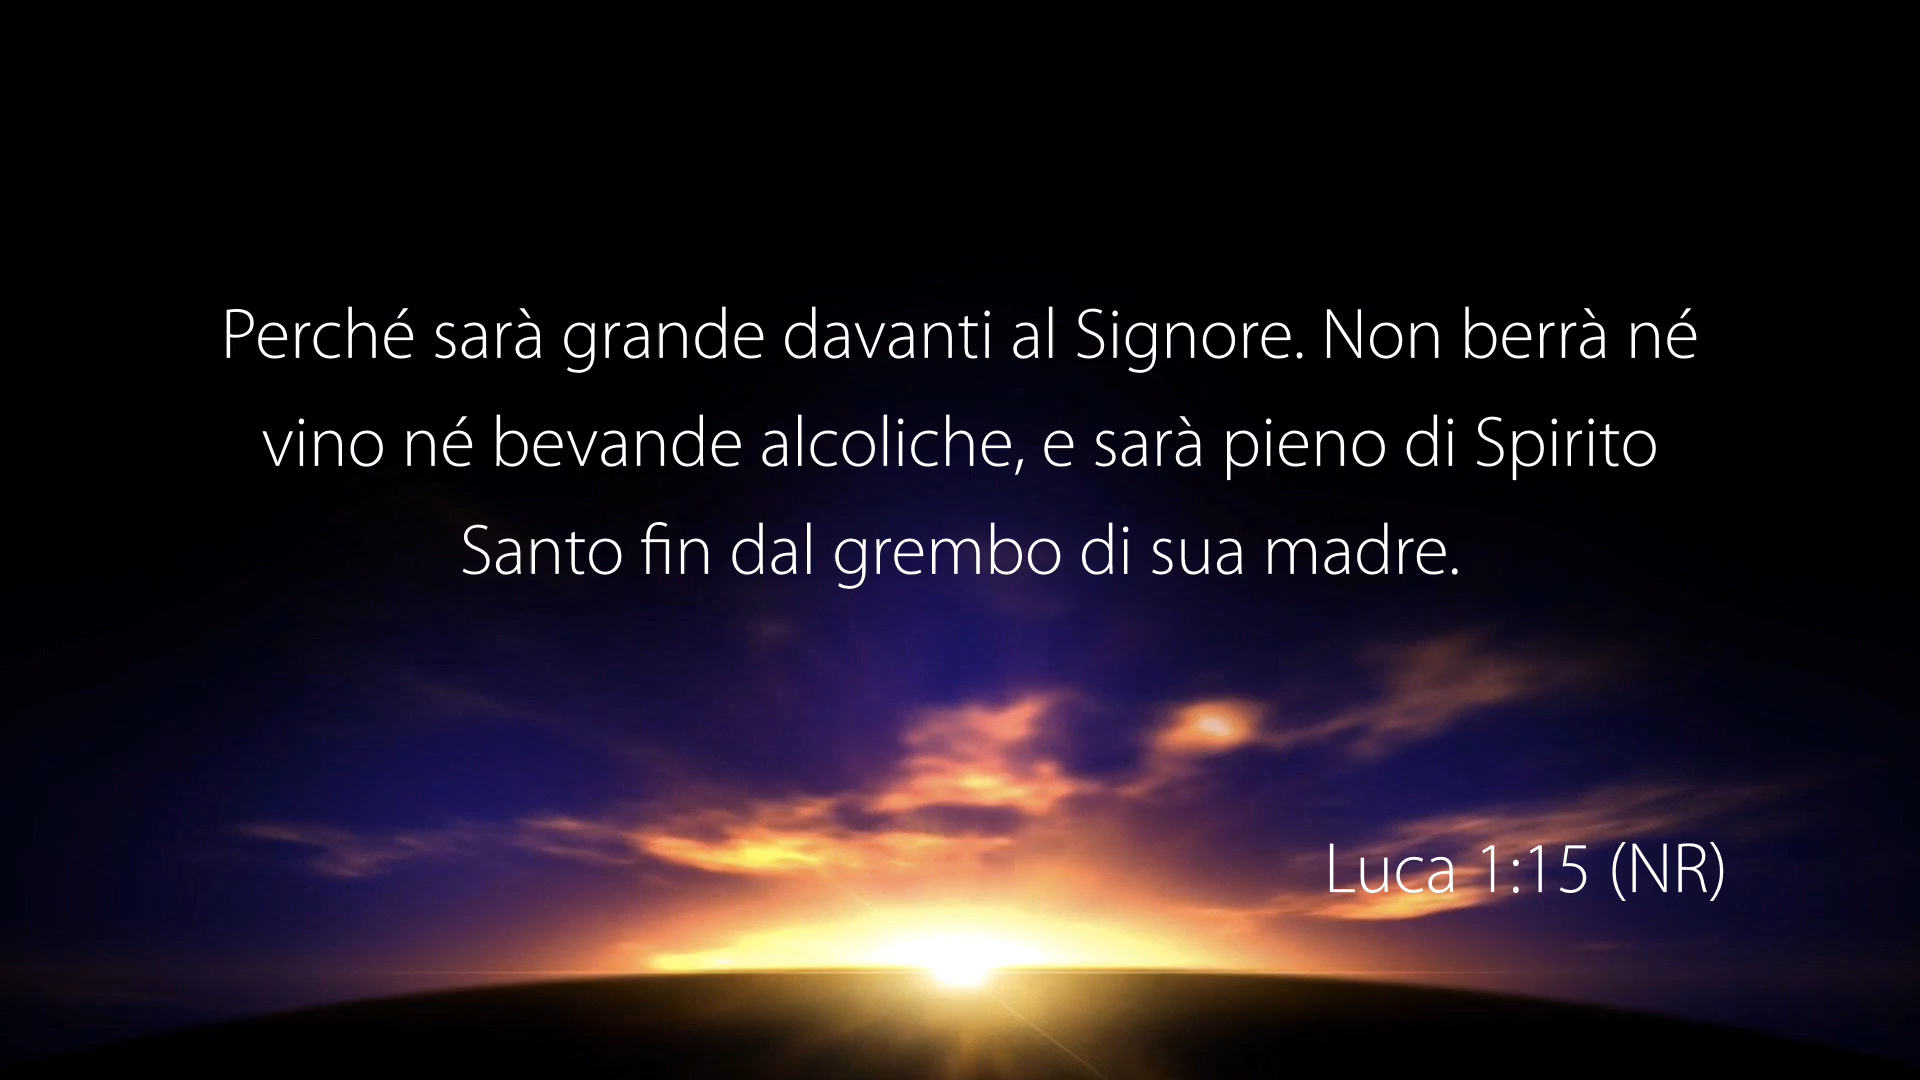 Perché sarà grande davanti al Signore. Non berrà né
vino né bevande alcoliche, e sarà pieno di Spirito
Santo fin dal grembo di sua madre.
Luca 1:15 (NR)